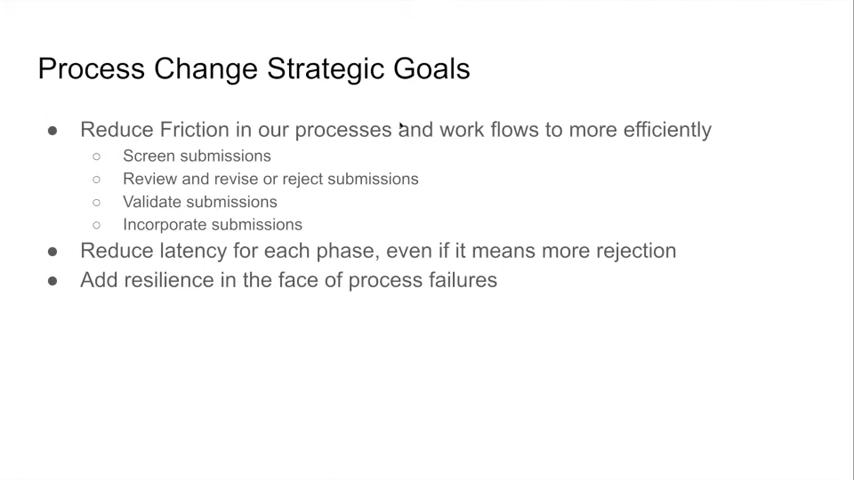 Process Change Strategic Goals
● Reduce Friction in our processes and work flows to more efficiently
○ Screen submissions
○ Review and revise or reject submissions
○ Validate submissions
○ Incorporate submissions
● Reduce latency for each phase, even if it means more rejection
● Add resilience in the face of process failures